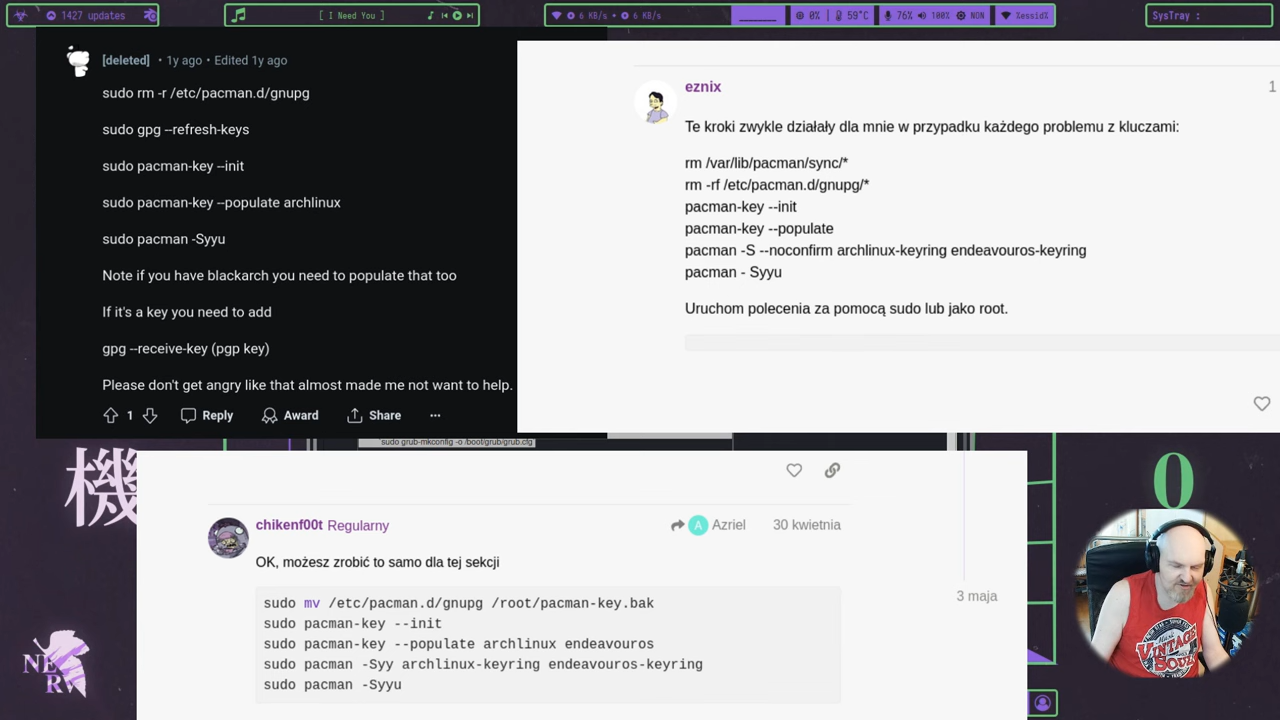 1427 updates
[ I Need You ]
6 KB/s • 6 KB/s
0% | 59°C
76% 100% NON
Xessid%
SysTray :
[deleted] • 1y ago • Edited 1y ago
sudo rm -r /etc/pacman.d/gnupg
sudo gpg --refresh-keys
sudo pacman-key --init
sudo pacman-key --populate archlinux
sudo pacman -Syyu
Note if you have blackarch you need to populate that too
If it's a key you need to add
gpg --receive-key (pgp key)
Please don't get angry like that almost made me not want to help.
1 Reply Award Share ...
eznix 1
Te kroki zwykle działały dla mnie w przypadku każdego problemu z kluczami:
rm /var/lib/pacman/sync/*
rm -rf /etc/pacman.d/gnupg/*
pacman-key --init
pacman-key --populate
pacman -S --noconfirm archlinux-keyring endeavouros-keyring
pacman - Syyu
Uruchom polecenia za pomocą sudo lub jako root.
sudo grub-mkconfig -o /boot/grub/grub.cfg
機
0
chikenf00t Regularny A Azriel 30 kwietnia
OK, możesz zrobić to samo dla tej sekcji
sudo mv /etc/pacman.d/gnupg /root/pacman-key.bak
sudo pacman-key --init
sudo pacman-key --populate archlinux endeavouros
sudo pacman -Syy archlinux-keyring endeavouros-keyring
sudo pacman -Syyu
3 maja
NERV
VINTAGE